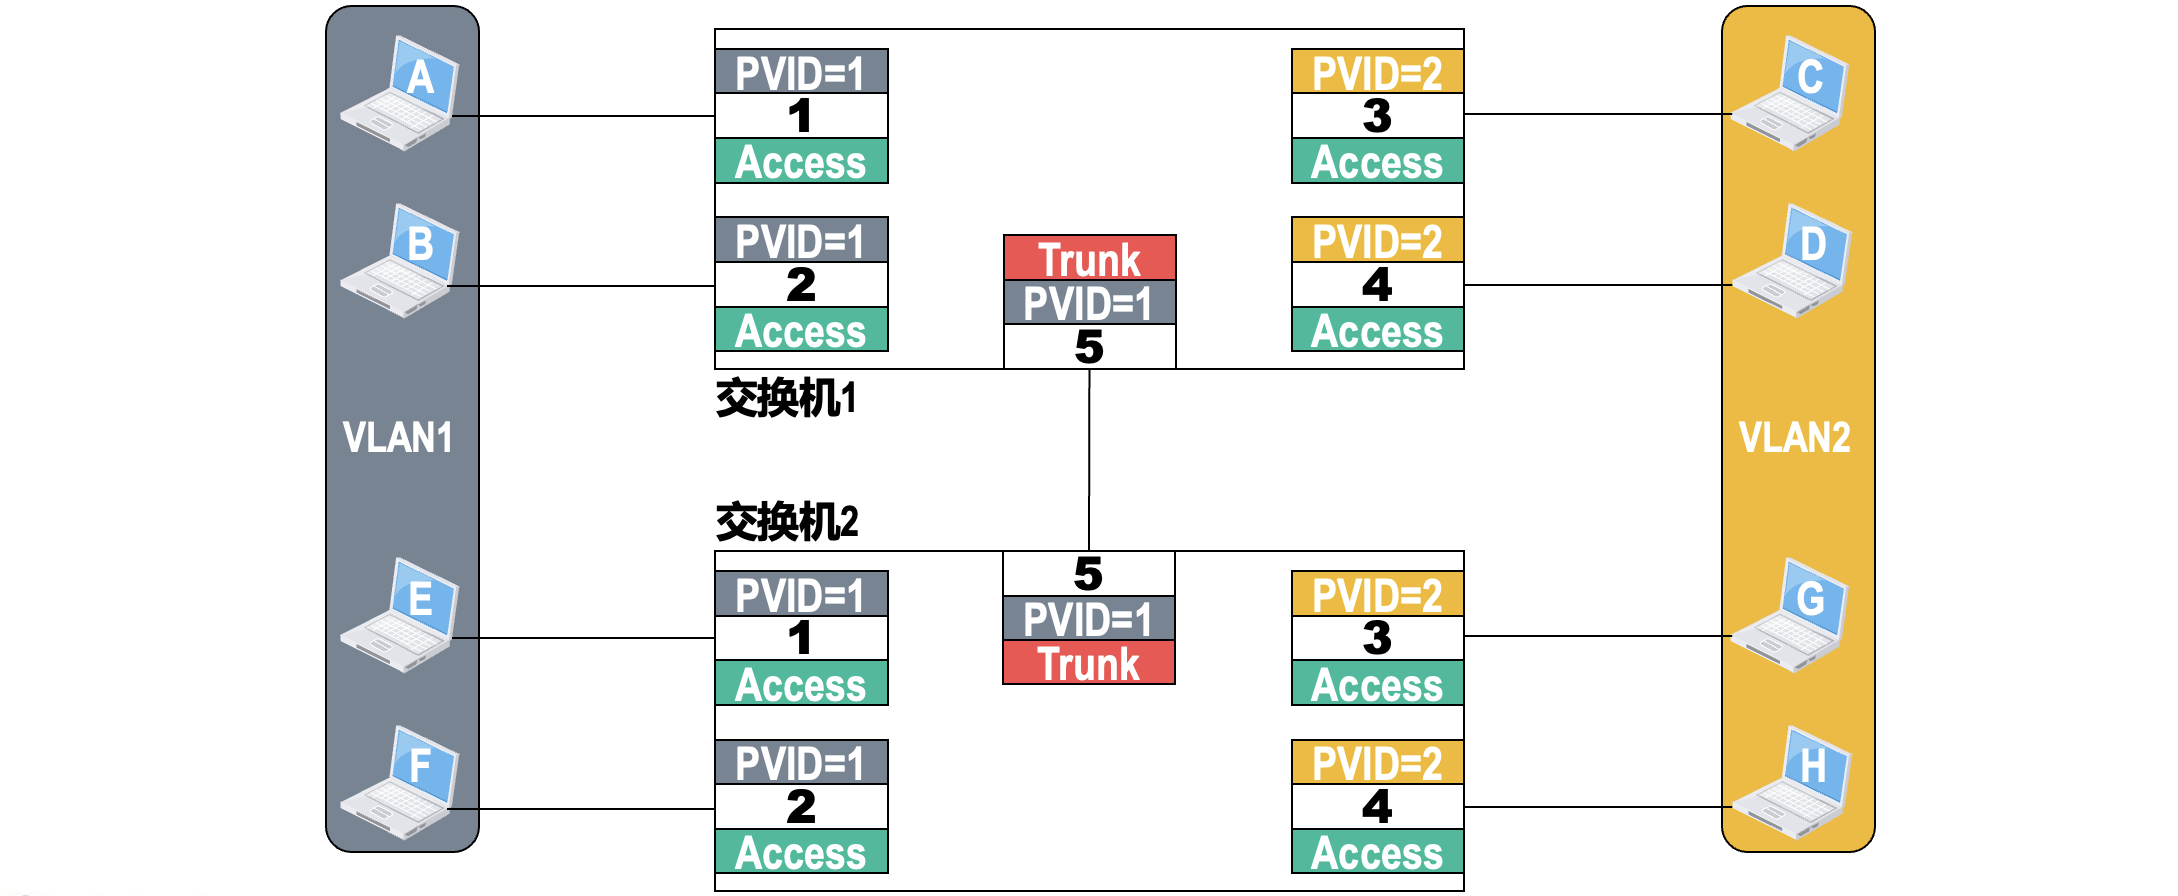 A
B
VLAN1
E
F
PVID=1
1
Access
PVID=1
2
Access
Trunk
PVID=1
5
PVID=2
3
Access
PVID=2
4
Access
交换机1
交换机2
PVID=1
1
Access
PVID=1
2
Access
5
PVID=1
Trunk
PVID=2
3
Access
PVID=2
4
Access
C
D
VLAN2
G
H